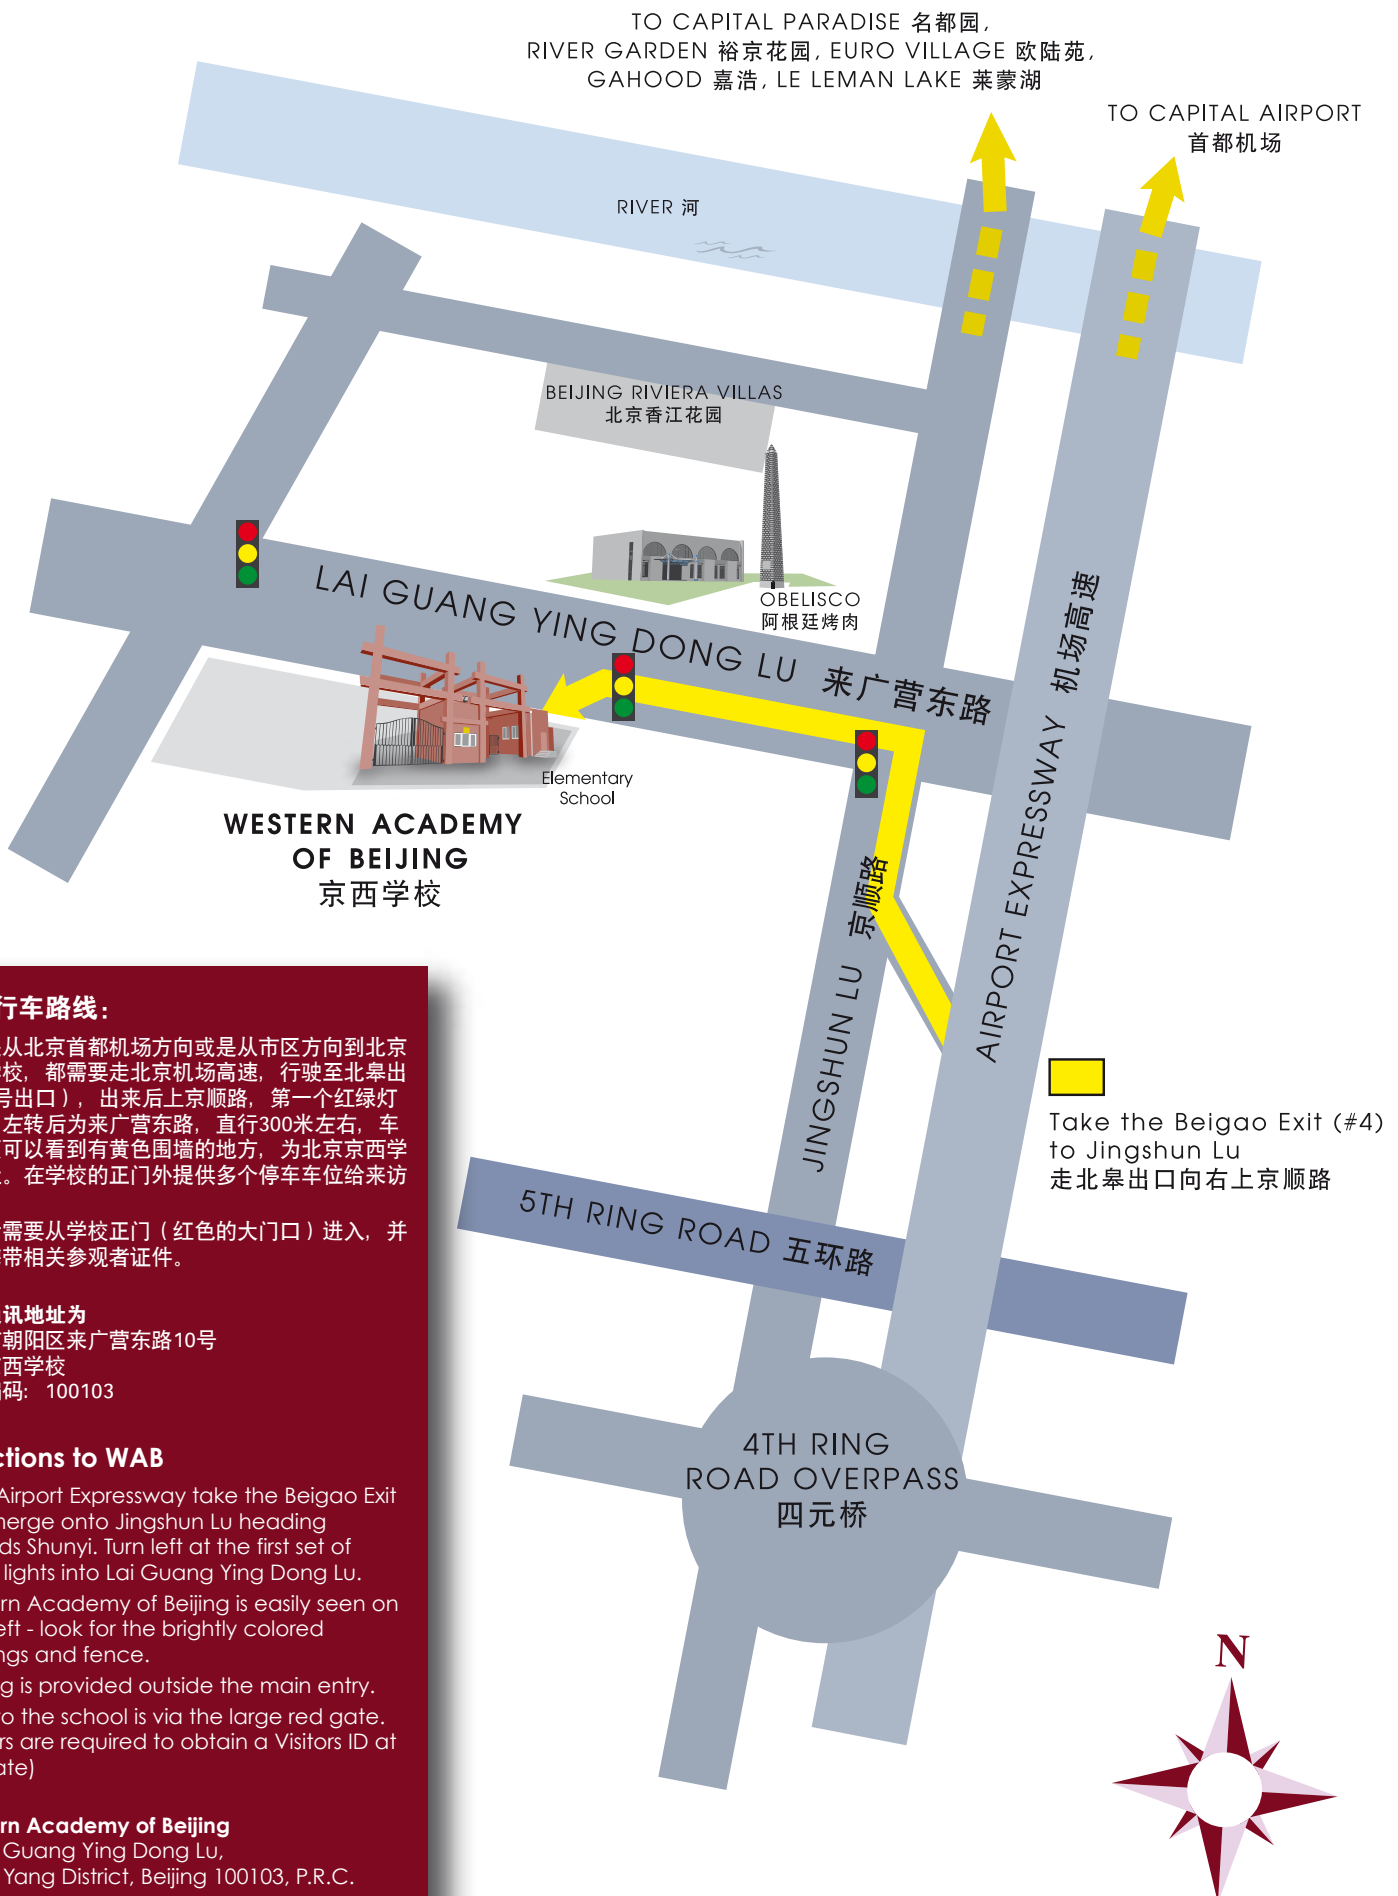 TO CAPITAL PARADISE 名都园,
RIVER GARDEN 裕京花园, EURO VILLAGE 欧陆苑,
GAHOOD 嘉浩, LE LEMAN LAKE 莱蒙湖
TO CAPITAL AIRPORT
首都机场
RIVER 河
BEIJING RIVIERA VILLAS
北京香江花园
OBELISCO
阿根廷烤肉
LAI GUANG YING DONG LU 来广营东路
AIRPORT EXPRESSWAY 机场高速
Elementary
School
WESTERN ACADEMY
OF BEIJING
京西学校
JINGSHUN LU 京顺路
Take the Beigao Exit (#4)
to Jingshun Lu
走北皋出口向右上京顺路
5TH RING ROAD 五环路
4TH RING
ROAD OVERPASS
四元桥
N
行车路线：
从北京首都机场方向或是从市区方向到北京
学校，都需要走北京机场高速，行驶至北皋出
号出口），出来后上京顺路，第一个红绿灯
左转后为来广营东路，直行300米左右，车
可以看到有黄色围墙的地方，为北京京西学
。在学校的正门外提供多个停车车位给来访
需要从学校正门（红色的大门口）进入，并
带相关参观者证件。
讯地址为
朝阳区来广营东路10号
西学校
码： 100103
ctions to WAB
Airport Expressway take the Beigao Exit
merge onto Jingshun Lu heading
ds Shunyi. Turn left at the first set of
lights into Lai Guang Ying Dong Lu.
rn Academy of Beijing is easily seen on
eft - look for the brightly colored
ngs and fence.
g is provided outside the main entry.
o the school is via the large red gate.
rs are required to obtain a Visitors ID at
ate)
rn Academy of Beijing
Guang Ying Dong Lu,
Yang District, Beijing 100103, P.R.C.